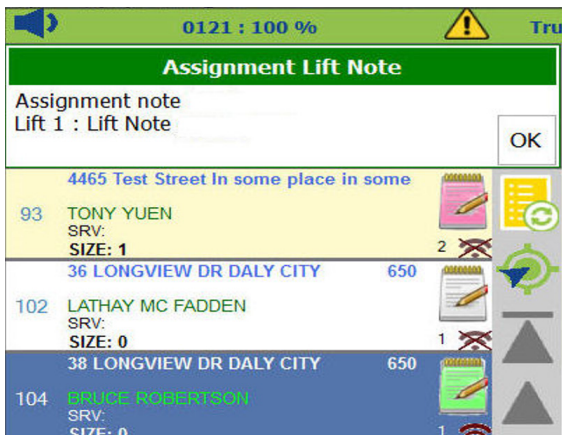 0121 : 100 %
Tru
Assignment Lift Note
Assignment note
Lift 1 : Lift Note
OK
4465 Test Street In some place in some
93
TONY YUEN
SRV:
SIZE: 1
2
36 LONGVIEW DR DALY CITY 650
102
LATHAY MC FADDEN
SRV:
SIZE: 0
1
38 LONGVIEW DR DALY CITY 650
104
BRUCE ROBERTSON
SRV:
SIZE: 0
1